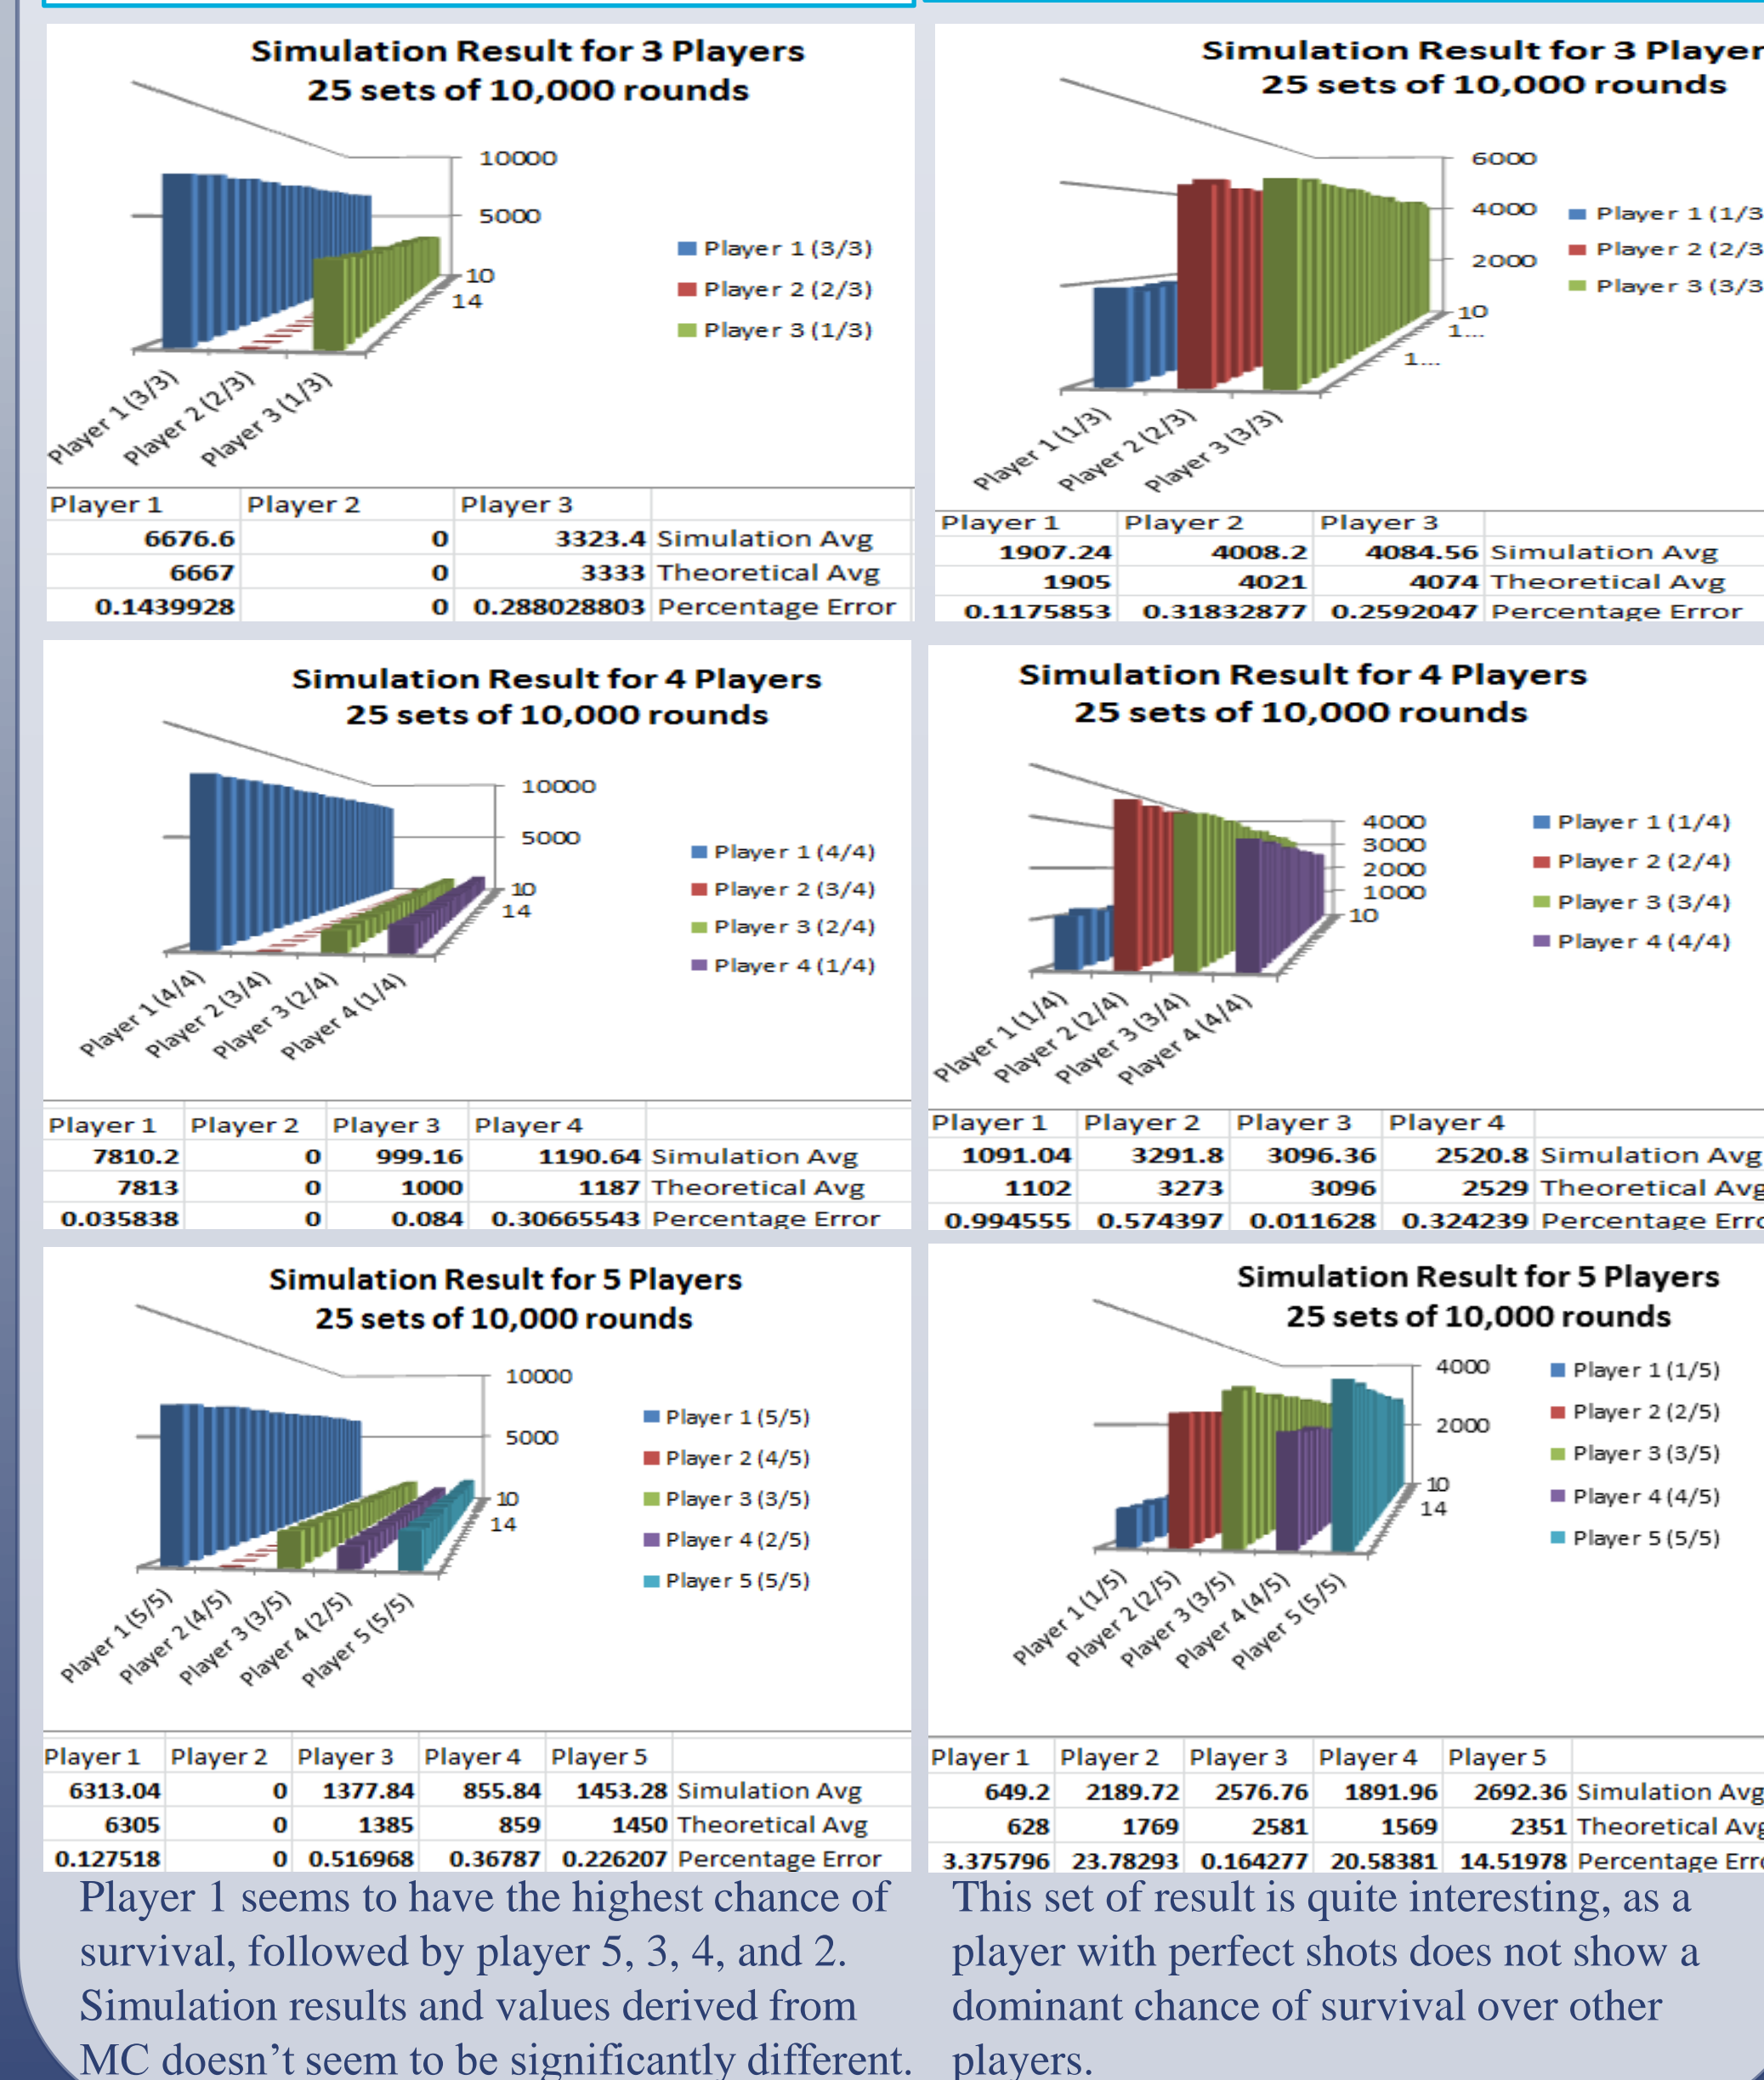 Simulation Result for 3 Players
25 sets of 10,000 rounds
10000
5000
10
14
Player 1 (3/3)
Player 2 (2/3)
Player 3 (1/3)
Player 1 (3/3)
Player 2 (2/3)
Player 3 (1/3)
Player 1 Player 2 Player 3
6676.6 0 3323.4 Simulation Avg
6667 0 3333 Theoretical Avg
0.1439928 0 0.288028803 Percentage Error
Simulation Result for 3 Player
25 sets of 10,000 rounds
6000
4000
2000
10
1...
1...
Player 1 (1/3
Player 2 (2/3
Player 3 (3/3
Player 1 (1/3)
Player 2 (2/3)
Player 3 (3/3)
Player 1 Player 2 Player 3
1907.24 4008.2 4084.56 Simulation Avg
1905 4021 4074 Theoretical Avg
0.1175853 0.31832877 0.2592047 Percentage Error
Simulation Result for 4 Players
25 sets of 10,000 rounds
10000
5000
10
14
Player 1 (4/4)
Player 2 (3/4)
Player 3 (2/4)
Player 4 (1/4)
Player 1 (4/4)
Player 2 (3/4)
Player 3 (2/4)
Player 4 (1/4)
Player 1 Player 2 Player 3 Player 4
7810.2 0 999.16 1190.64 Simulation Avg
7813 0 1000 1187 Theoretical Avg
0.035838 0 0.084 0.30665543 Percentage Error
Simulation Result for 4 Players
25 sets of 10,000 rounds
4000
3000
2000
1000
10
Player 1 (1/4)
Player 2 (2/4)
Player 3 (3/4)
Player 4 (4/4)
Player 1 (1/4)
Player 2 (2/4)
Player 3 (3/4)
Player 4 (4/4)
Player 1 Player 2 Player 3 Player 4
1091.04 3291.8 3096.36 2520.8 Simulation Avg
1102 3273 3096 2529 Theoretical Avg
0.994555 0.574397 0.011628 0.324239 Percentage Erro
Simulation Result for 5 Players
25 sets of 10,000 rounds
10000
5000
10
14
Player 1 (5/5)
Player 2 (4/5)
Player 3 (3/5)
Player 4 (2/5)
Player 5 (5/5)
Player 1 (5/5)
Player 2 (4/5)
Player 3 (3/5)
Player 4 (2/5)
Player 5 (5/5)
Player 1 Player 2 Player 3 Player 4 Player 5
6313.04 0 1377.84 855.84 1453.28 Simulation Avg
6305 0 1385 859 1450 Theoretical Avg
0.127518 0 0.516968 0.36787 0.226207 Percentage Error
Simulation Result for 5 Players
25 sets of 10,000 rounds
4000
2000
10
14
Player 1 (1/5)
Player 2 (2/5)
Player 3 (3/5)
Player 4 (4/5)
Player 5 (5/5)
Player 1 (1/5)
Player 2 (2/5)
Player 3 (3/5)
Player 4 (4/5)
Player 5 (5/5)
Player 1 Player 2 Player 3 Player 4 Player 5
649.2 2189.72 2576.76 1891.96 2692.36 Simulation Avg
628 1769 2581 1569 2351 Theoretical Avg
3.375796 23.78293 0.164277 20.58381 14.51978 Percentage Erro
Player 1 seems to have the highest chance of
survival, followed by player 5, 3, 4, and 2.
Simulation results and values derived from
MC doesn’t seem to be significantly different.
This set of result is quite interesting, as a
player with perfect shots does not show a
dominant chance of survival over other
players.